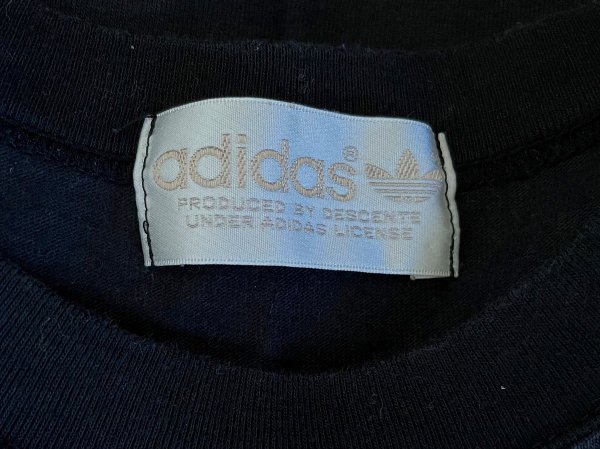 adidas®
PRODUCED BY DESCENTE
UNDER ADIDAS LICENSE